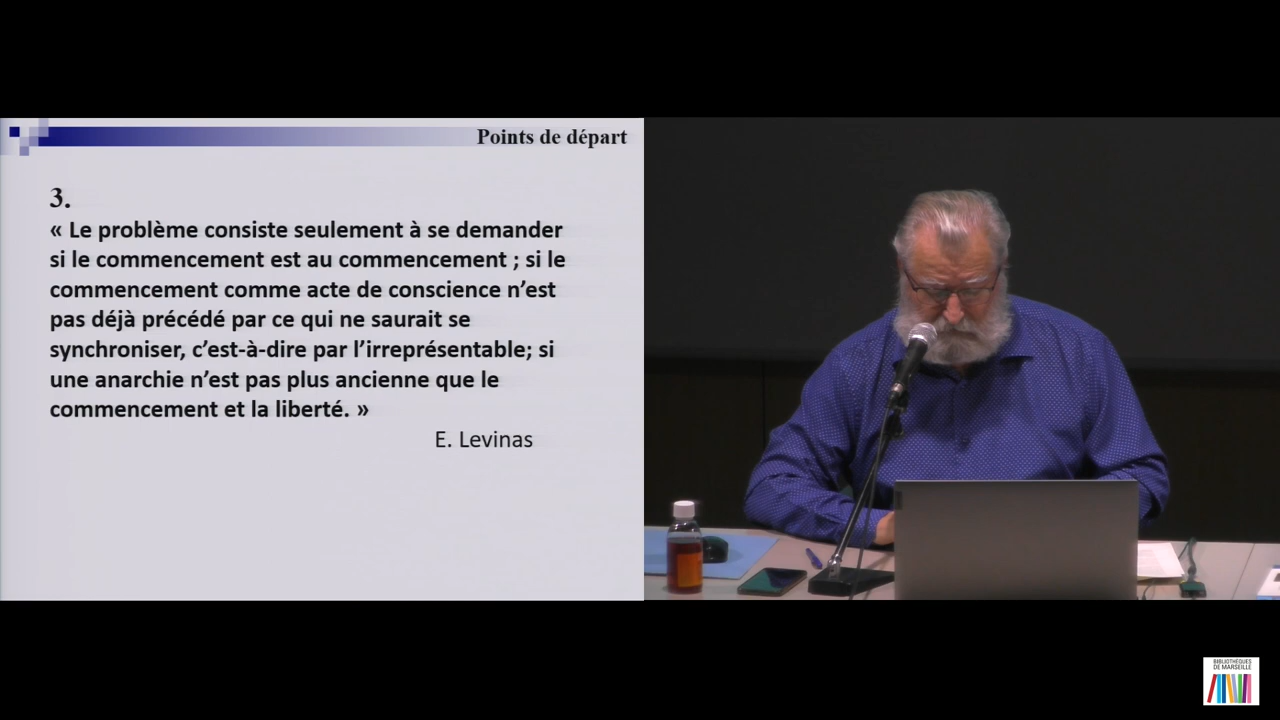 Points de départ
3.
« Le problème consiste seulement à se demander
si le commencement est au commencement ; si le
commencement comme acte de conscience n’est
pas déjà précédé par ce qui ne saurait se
synchroniser, c’est-à-dire par l’irreprésentable; si
une anarchie n’est pas plus ancienne que le
commencement et la liberté. »
E. Levinas
BIBLIOTHÈQUES
DE MARSEILLE